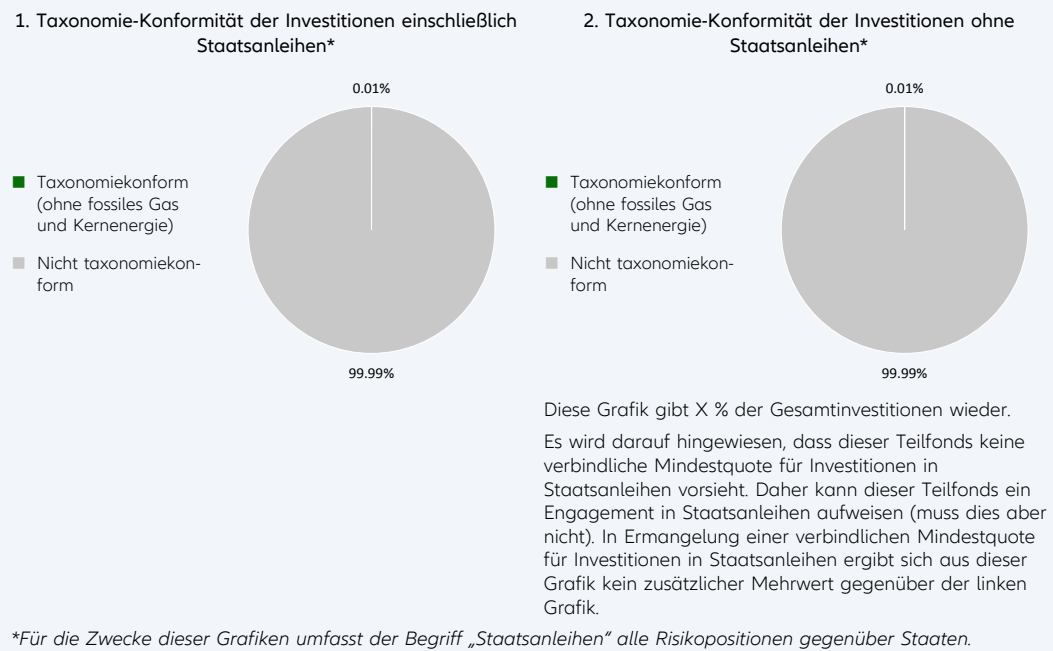 1. Taxonomie-Konformität der Investitionen einschließlich
Staatsanleihen*
0.01%
Taxonomiekonform
(ohne fossiles Gas
und Kernenergie)
Nicht taxonomiekon-
form
99.99%
2. Taxonomie-Konformität der Investitionen ohne
Staatsanleihen*
0.01%
Taxonomiekonform
(ohne fossiles Gas
und Kernenergie)
Nicht taxonomiekon-
form
99.99%
Diese Grafik gibt X % der Gesamtinvestitionen wieder.
Es wird darauf hingewiesen, dass dieser Teilfonds keine
verbindliche Mindestquote für Investitionen in
Staatsanleihen vorsieht. Daher kann dieser Teilfonds ein
Engagement in Staatsanleihen aufweisen (muss dies aber
nicht). In Ermangelung einer verbindlichen Mindestquote
für Investitionen in Staatsanleihen ergibt sich aus dieser
Grafik kein zusätzlicher Mehrwert gegenüber der linken
Grafik.
*Für die Zwecke dieser Grafiken umfasst der Begriff „Staatsanleihen“ alle Risikopositionen gegenüber Staaten.